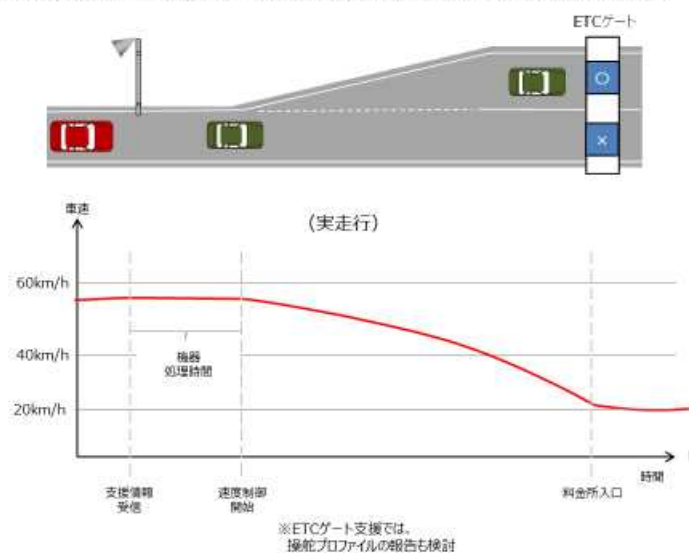 ETCゲート
○
×
車速
(実走行)
60km/h
機器
処理時間
40km/h
20km/h
時間
支援情報
受信
速度制御
開始
料金所入口
※ETCゲート支援では、
操舵プロファイルの報告も検討